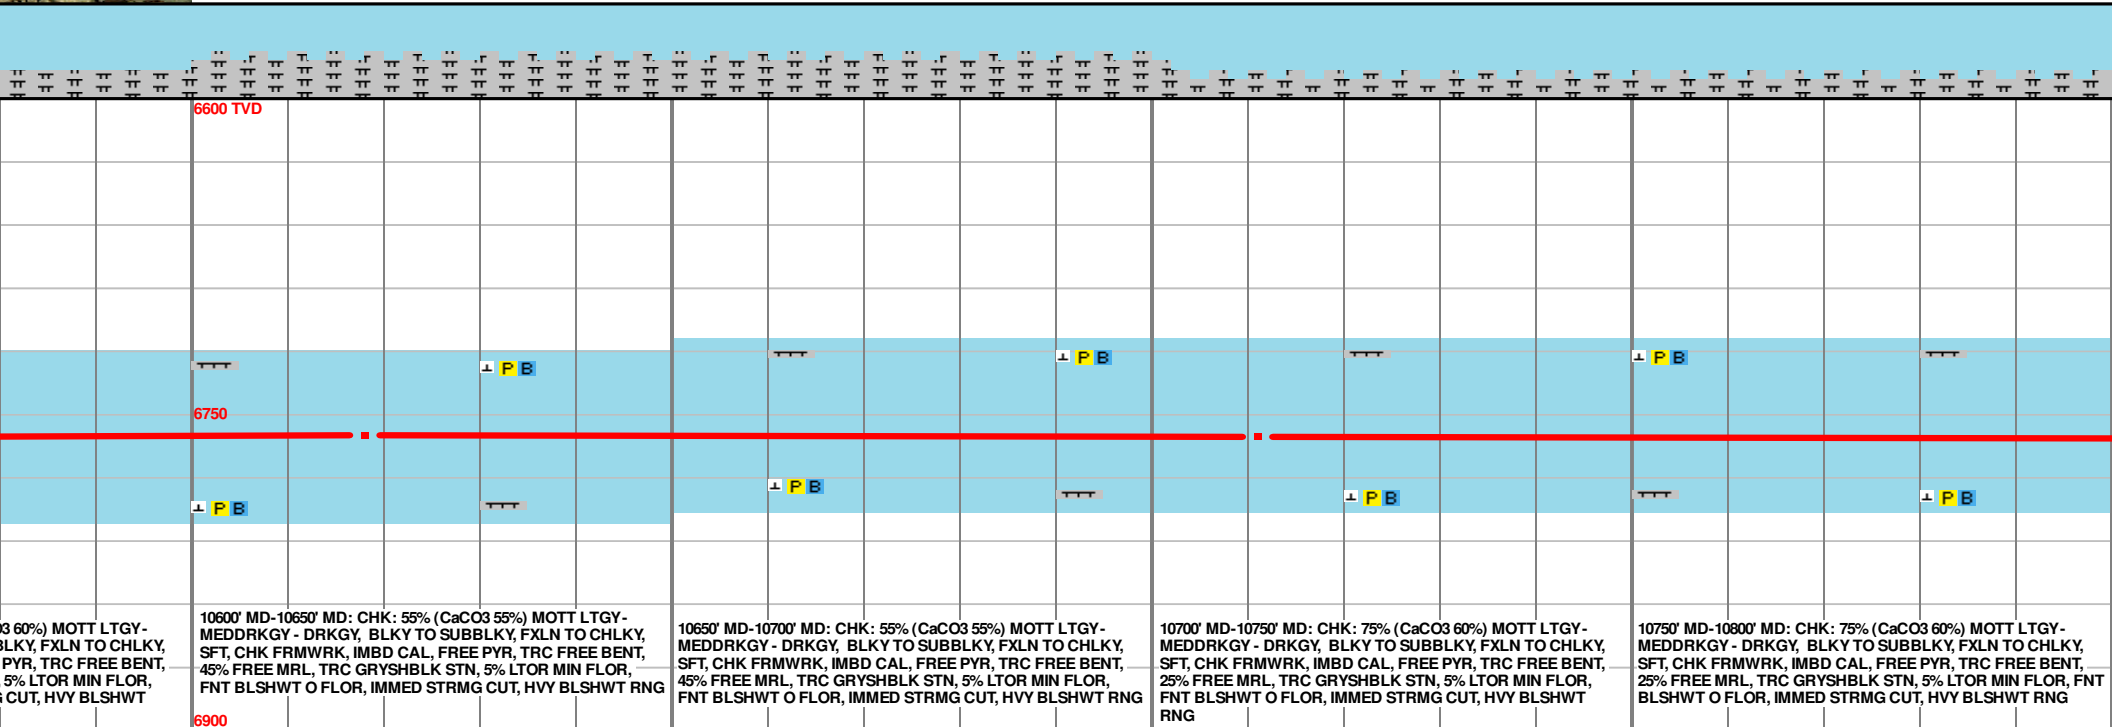 6600 TVD
P B
P B
P B
P B
P B
6750
P B
P B
P B
3 60%) MOTT LTGY-
BLKY, FXLN TO CHLKY,
PYR, TRC FREE BENT,
5% LTOR MIN FLOR,
CUT, HVY BLSHWT
10600' MD-10650' MD: CHK: 55% (CaCO3 55%) MOTT LTGY-
MEDDRKGY - DRKGY, BLKY TO SUBBLKY, FXLN TO CHLKY,
SFT, CHK FRMWRK, IMBD CAL, FREE PYR, TRC FREE BENT,
45% FREE MRL, TRC GRYSHBLK STN, 5% LTOR MIN FLOR,
FNT BLSHWT O FLOR, IMMED STRMG CUT, HVY BLSHWT RNG
10650' MD-10700' MD: CHK: 55% (CaCO3 55%) MOTT LTGY-
MEDDRKGY - DRKGY, BLKY TO SUBBLKY, FXLN TO CHLKY,
SFT, CHK FRMWRK, IMBD CAL, FREE PYR, TRC FREE BENT,
45% FREE MRL, TRC GRYSHBLK STN, 5% LTOR MIN FLOR,
FNT BLSHWT O FLOR, IMMED STRMG CUT, HVY BLSHWT RNG
10700' MD-10750' MD: CHK: 75% (CaCO3 60%) MOTT LTGY-
MEDDRKGY - DRKGY, BLKY TO SUBBLKY, FXLN TO CHLKY,
SFT, CHK FRMWRK, IMBD CAL, FREE PYR, TRC FREE BENT,
25% FREE MRL, TRC GRYSHBLK STN, 5% LTOR MIN FLOR,
FNT BLSHWT O FLOR, IMMED STRMG CUT, HVY BLSHWT
RNG
10750' MD-10800' MD: CHK: 75% (CaCO3 60%) MOTT LTGY-
MEDDRKGY - DRKGY, BLKY TO SUBBLKY, FXLN TO CHLKY,
SFT, CHK FRMWRK, IMBD CAL, FREE PYR, TRC FREE BENT,
25% FREE MRL, TRC GRYSHBLK STN, 5% LTOR MIN FLOR, FNT
BLSHWT O FLOR, IMMED STRMG CUT, HVY BLSHWT RNG
6900